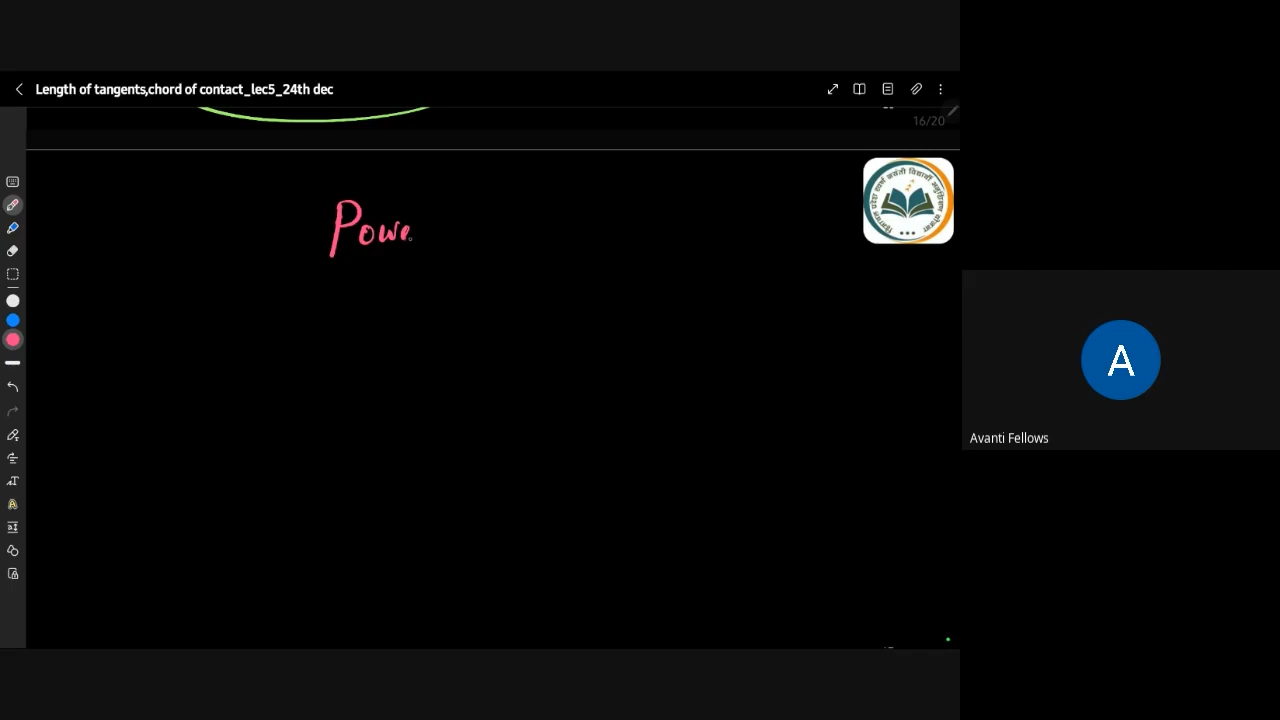 Length of tangents,chord of contact_lec5_24th dec
16/20
Powe
A
Avanti Fellows